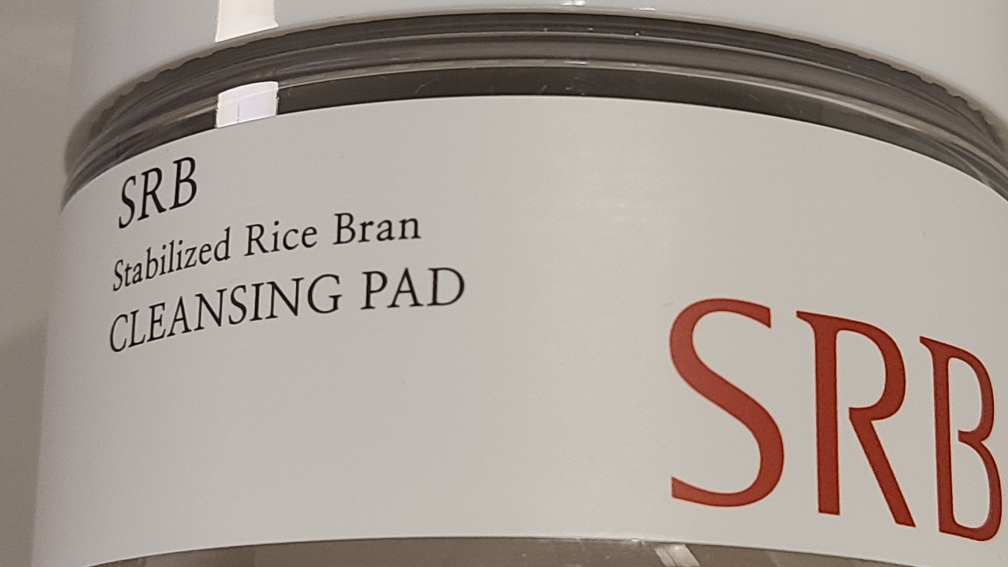 SRB
Stabilized Rice Bran
CLEANSING PAD
SRB